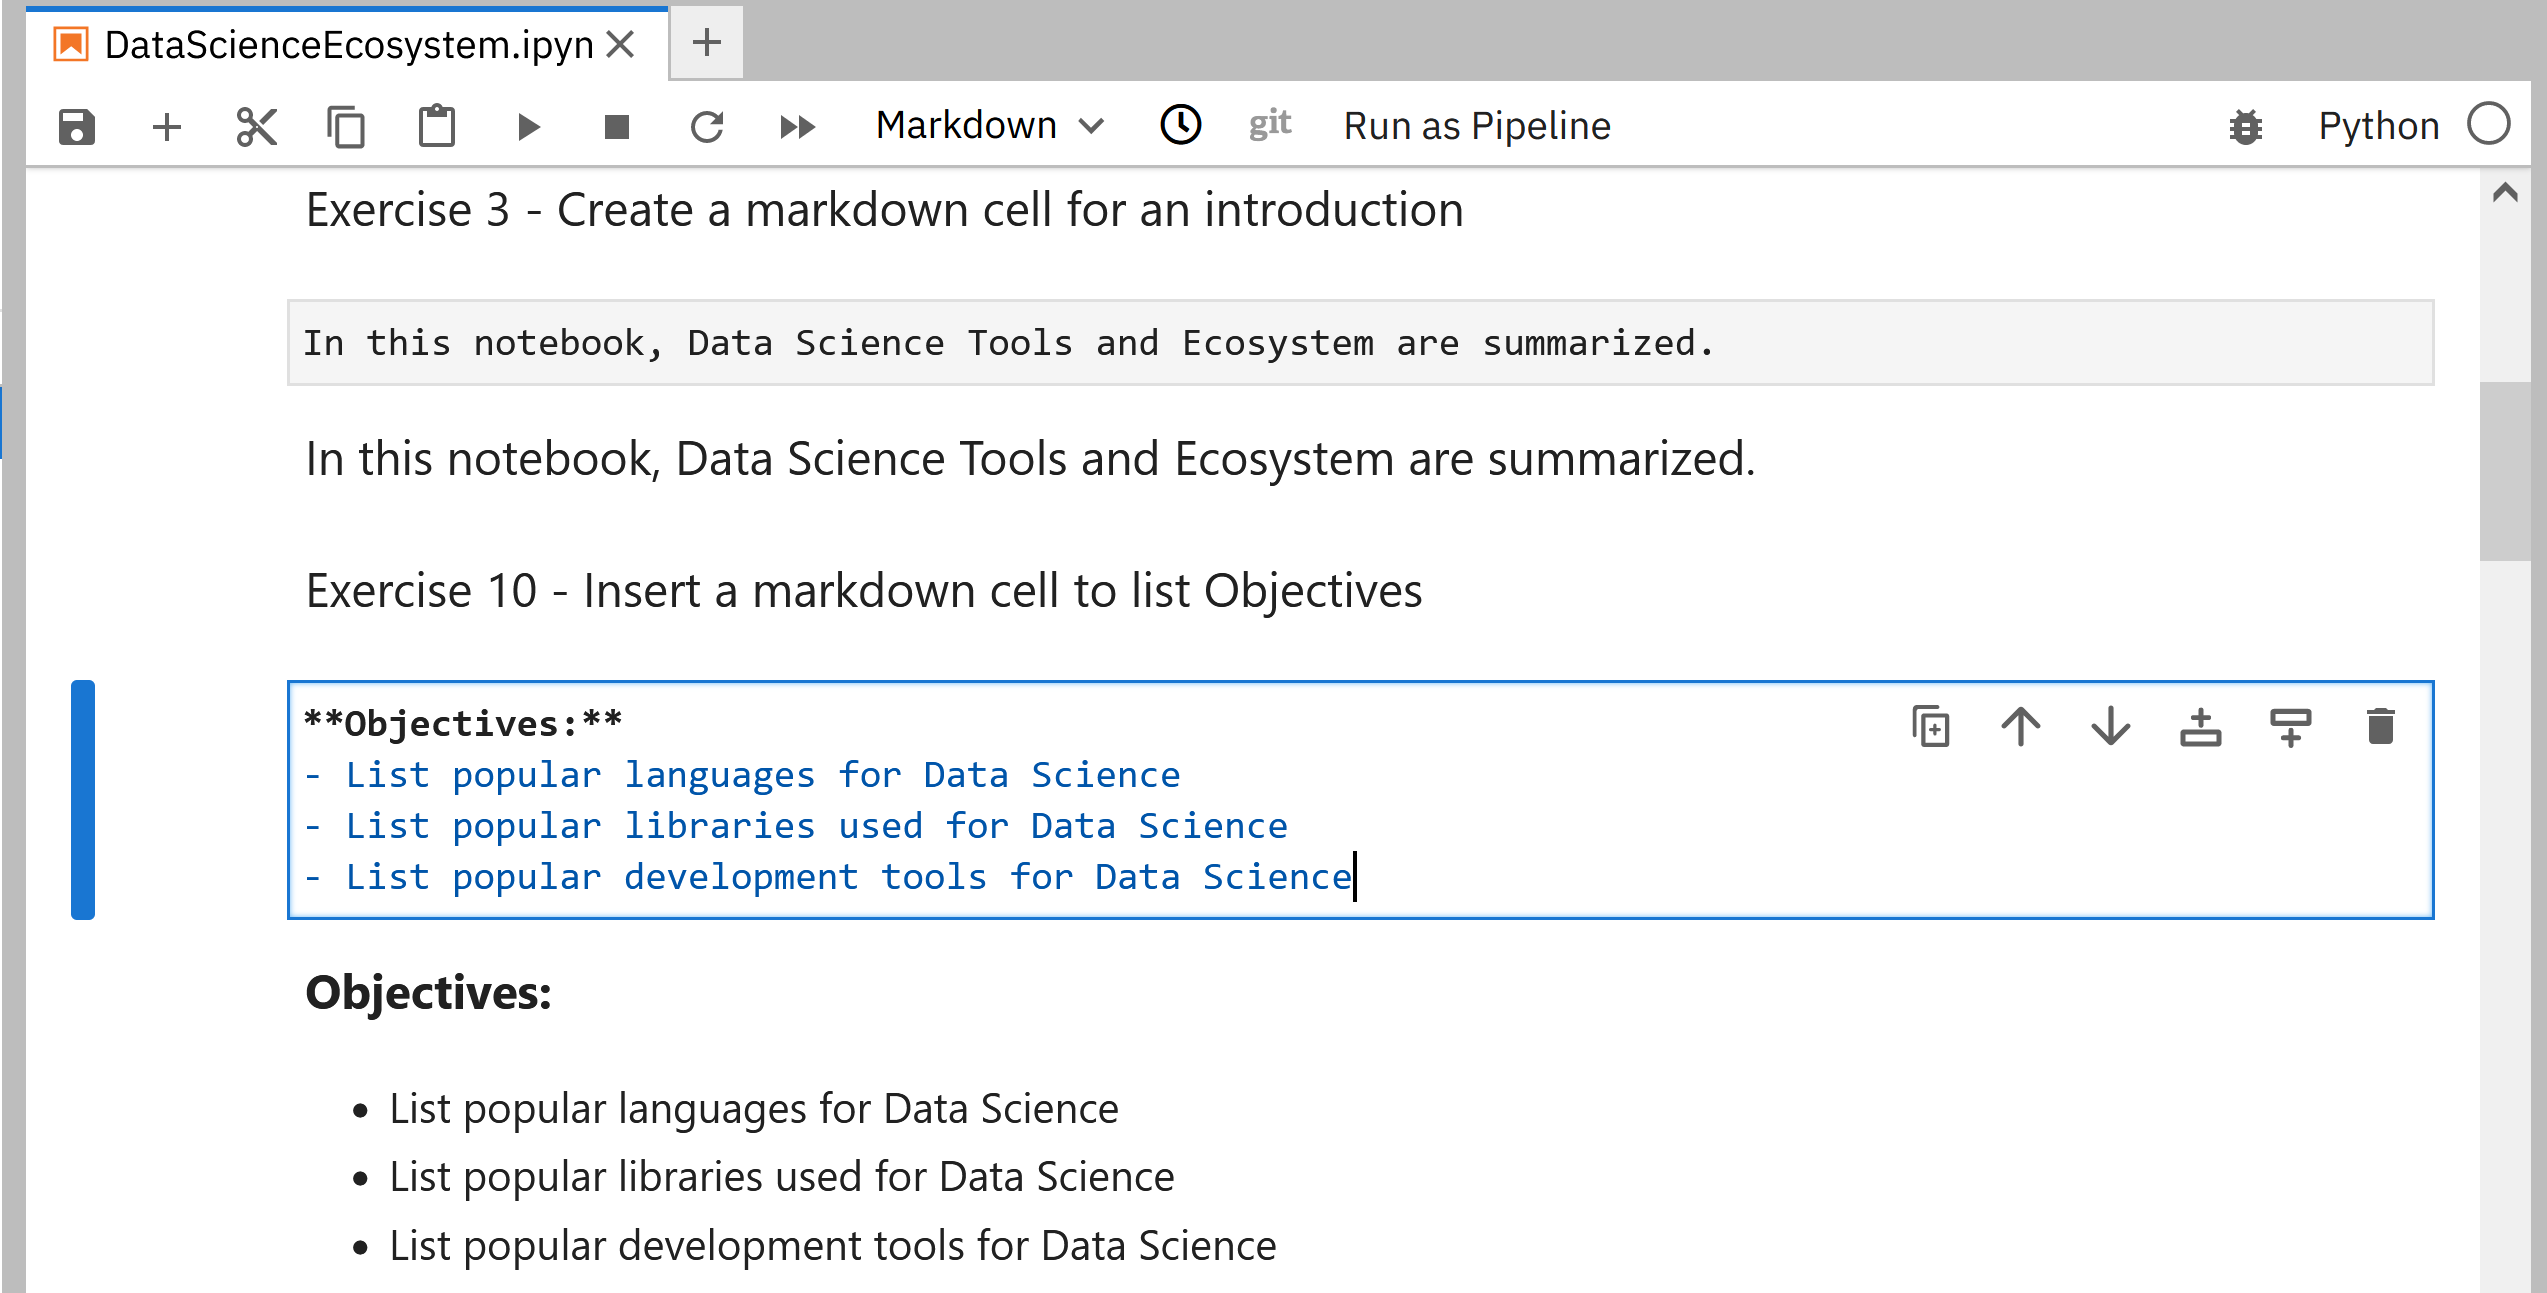 DataScienceEcosystem.ipyn
Markdown
git
Run as Pipeline
Python
Exercise 3 - Create a markdown cell for an introduction
In this notebook, Data Science Tools and Ecosystem are summarized.
In this notebook, Data Science Tools and Ecosystem are summarized.
Exercise 10 - Insert a markdown cell to list Objectives
**Objectives:**
- List popular languages for Data Science
- List popular libraries used for Data Science
- List popular development tools for Data Science
Objectives:
• List popular languages for Data Science
• List popular libraries used for Data Science
• List popular development tools for Data Science